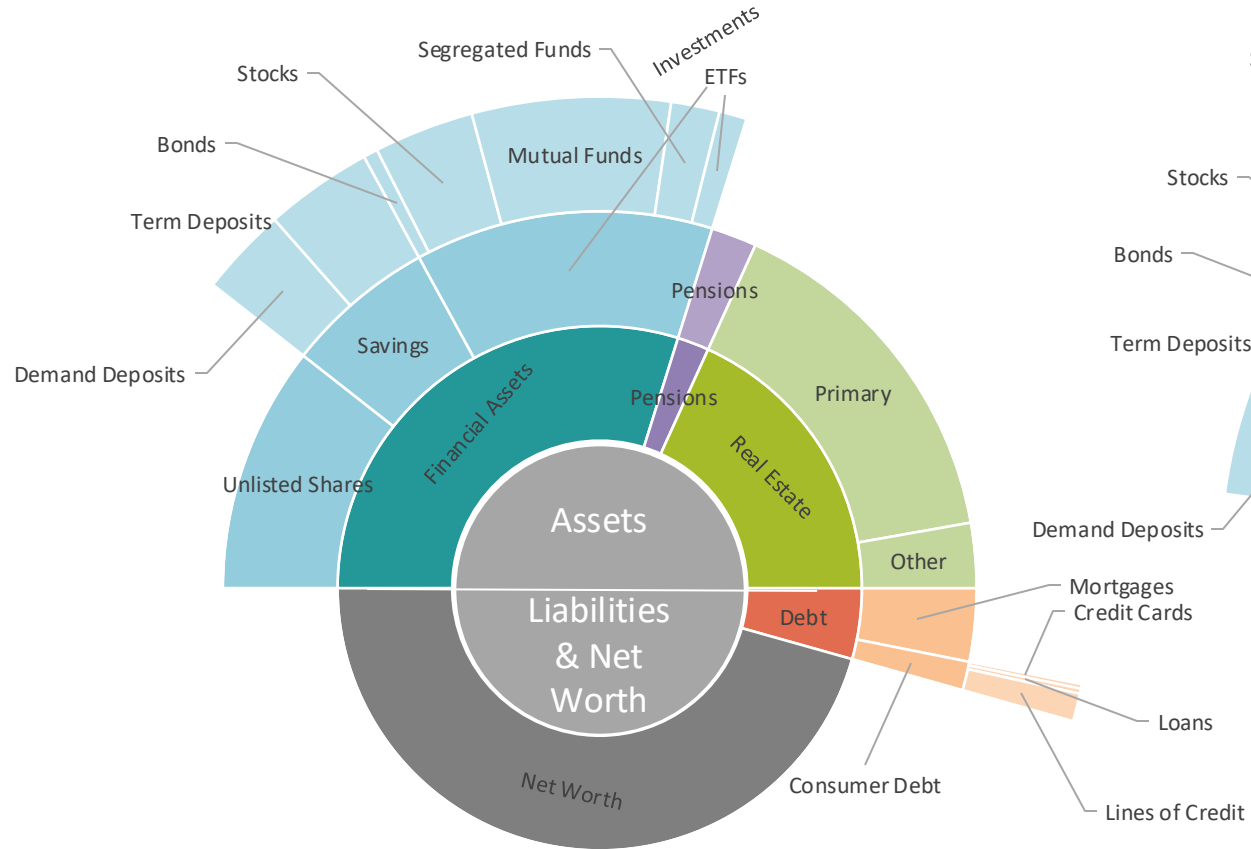 Investments
Segregated Funds
ETFs
Stocks
Mutual Funds
Bonds
Term Deposits
Savings
Demand Deposits
Unlisted Shares
Financial Assets
Pensions
Pensions
Primary
Real Estate
Other
Assets
Liabilities
& Net
Worth
Debt
Net Worth
Mortgages
Credit Cards
Loans
Consumer Debt
Lines of Credit
Stocks
Bonds
Term Deposits
Demand Deposits